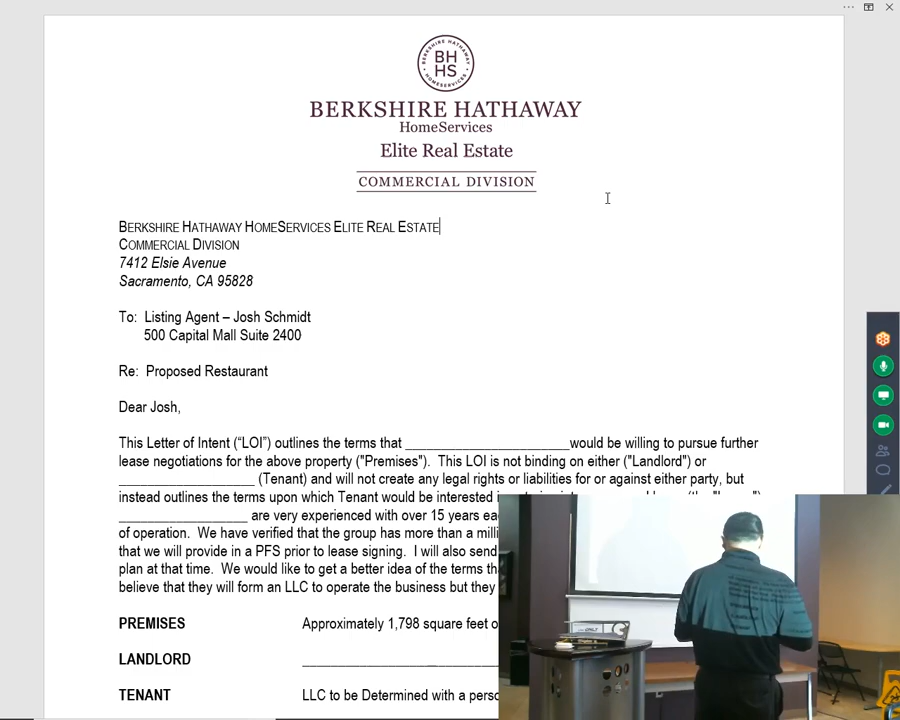 BERKSHIRE HATHAWAY
HOMESERVICES
BH
HS
BERKSHIRE HATHAWAY
HomeServices
Elite Real Estate
COMMERCIAL DIVISION
BERKSHIRE HATHAWAY HOMESERVICES ELITE REAL ESTATE
COMMERCIAL DIVISION
7412 Elsie Avenue
Sacramento, CA 95828
To: Listing Agent – Josh Schmidt
500 Capital Mall Suite 2400
Re: Proposed Restaurant
Dear Josh,
This Letter of Intent (“LOI”) outlines the terms that ______________________would be willing to pursue further
lease negotiations for the above property ("Premises"). This LOI is not binding on either ("Landlord") or
__________________ (Tenant) and will not create any legal rights or liabilities for or against either party, but
instead outlines the terms upon which Tenant would be interested
_________________ are very experienced with over 15 years
of operation. We have verified that the group has more than a
that we will provide in a PFS prior to lease signing. I will also send
plan at that time. We would like to get a better idea of the terms
believe that they will form an LLC to operate the business but they
PREMISES Approximately 1,798 square feet
LANDLORD __________________________
TENANT LLC to be Determined with a